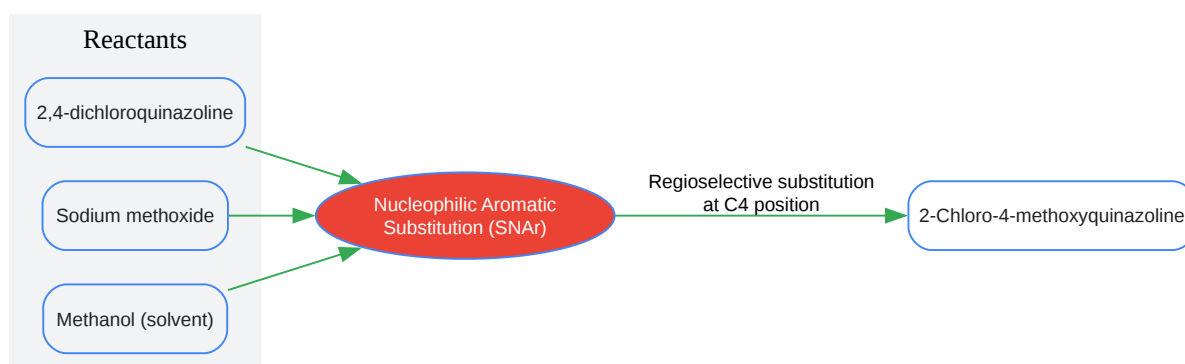 Reactants
2,4-dichloroquinazoline
Sodium methoxide
Methanol (solvent)
Nucleophilic Aromatic
Substitution (SNAr)
Regioselective substitution
at C4 position
2-Chloro-4-methoxyquinazoline